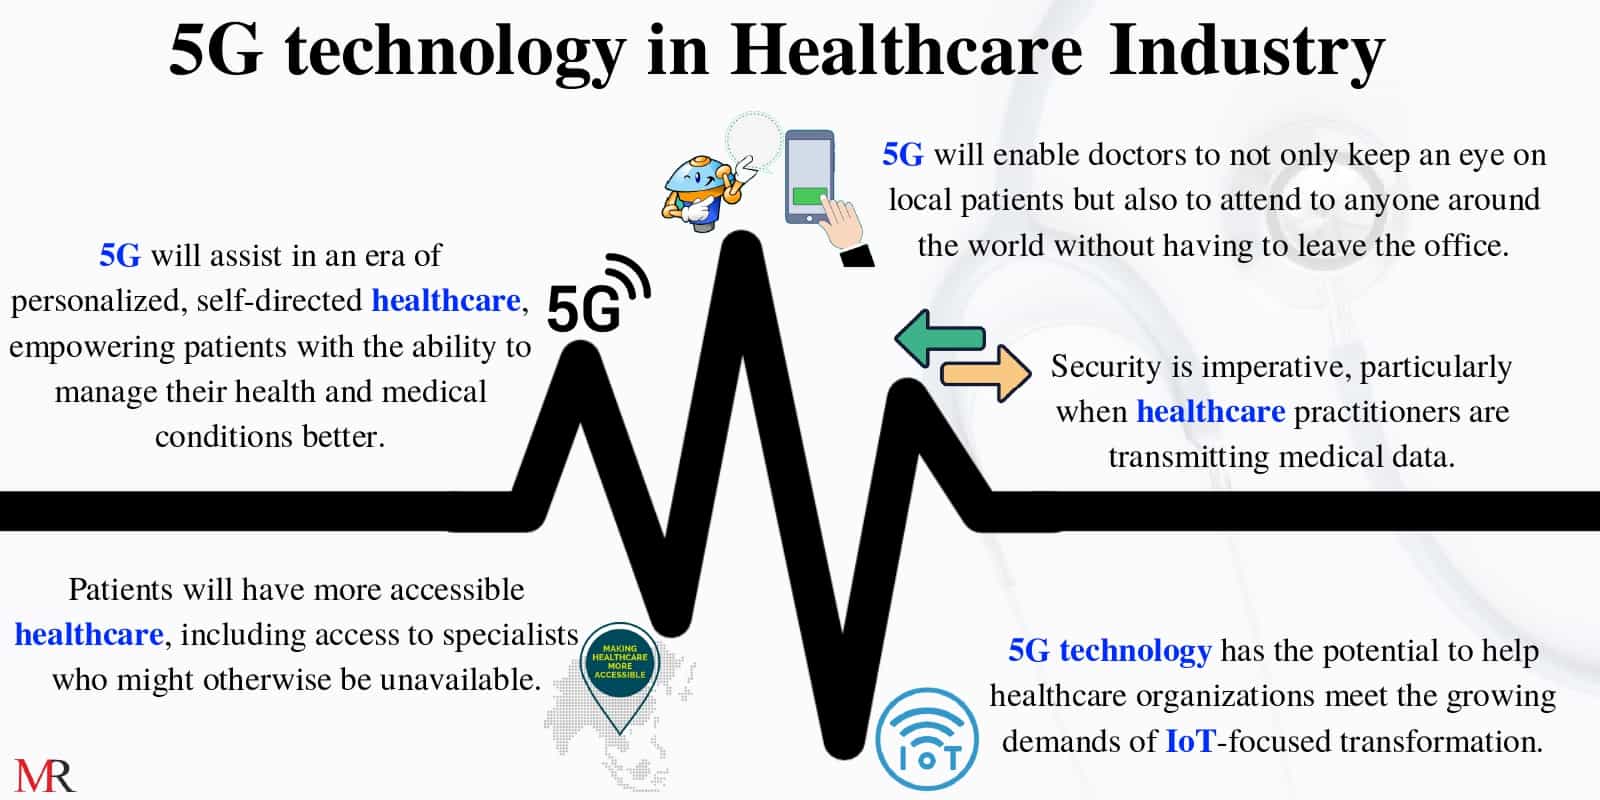 5G technology in Healthcare Industry
5G will assist in an era of
personalized, self-directed healthcare,
empowering patients with the ability to
manage their health and medical
conditions better.
5G
5G will enable doctors to not only keep an eye on
local patients but also to attend to anyone around
the world without having to leave the office.
Security is imperative, particularly
when healthcare practitioners are
transmitting medical data.
Patients will have more accessible
healthcare, including access to specialists
who might otherwise be unavailable.
MAKING
HEALTHCARE
MORE
ACCESSIBLE
5G technology has the potential to help
healthcare organizations meet the growing
demands of IoT-focused transformation.
IoT
MR